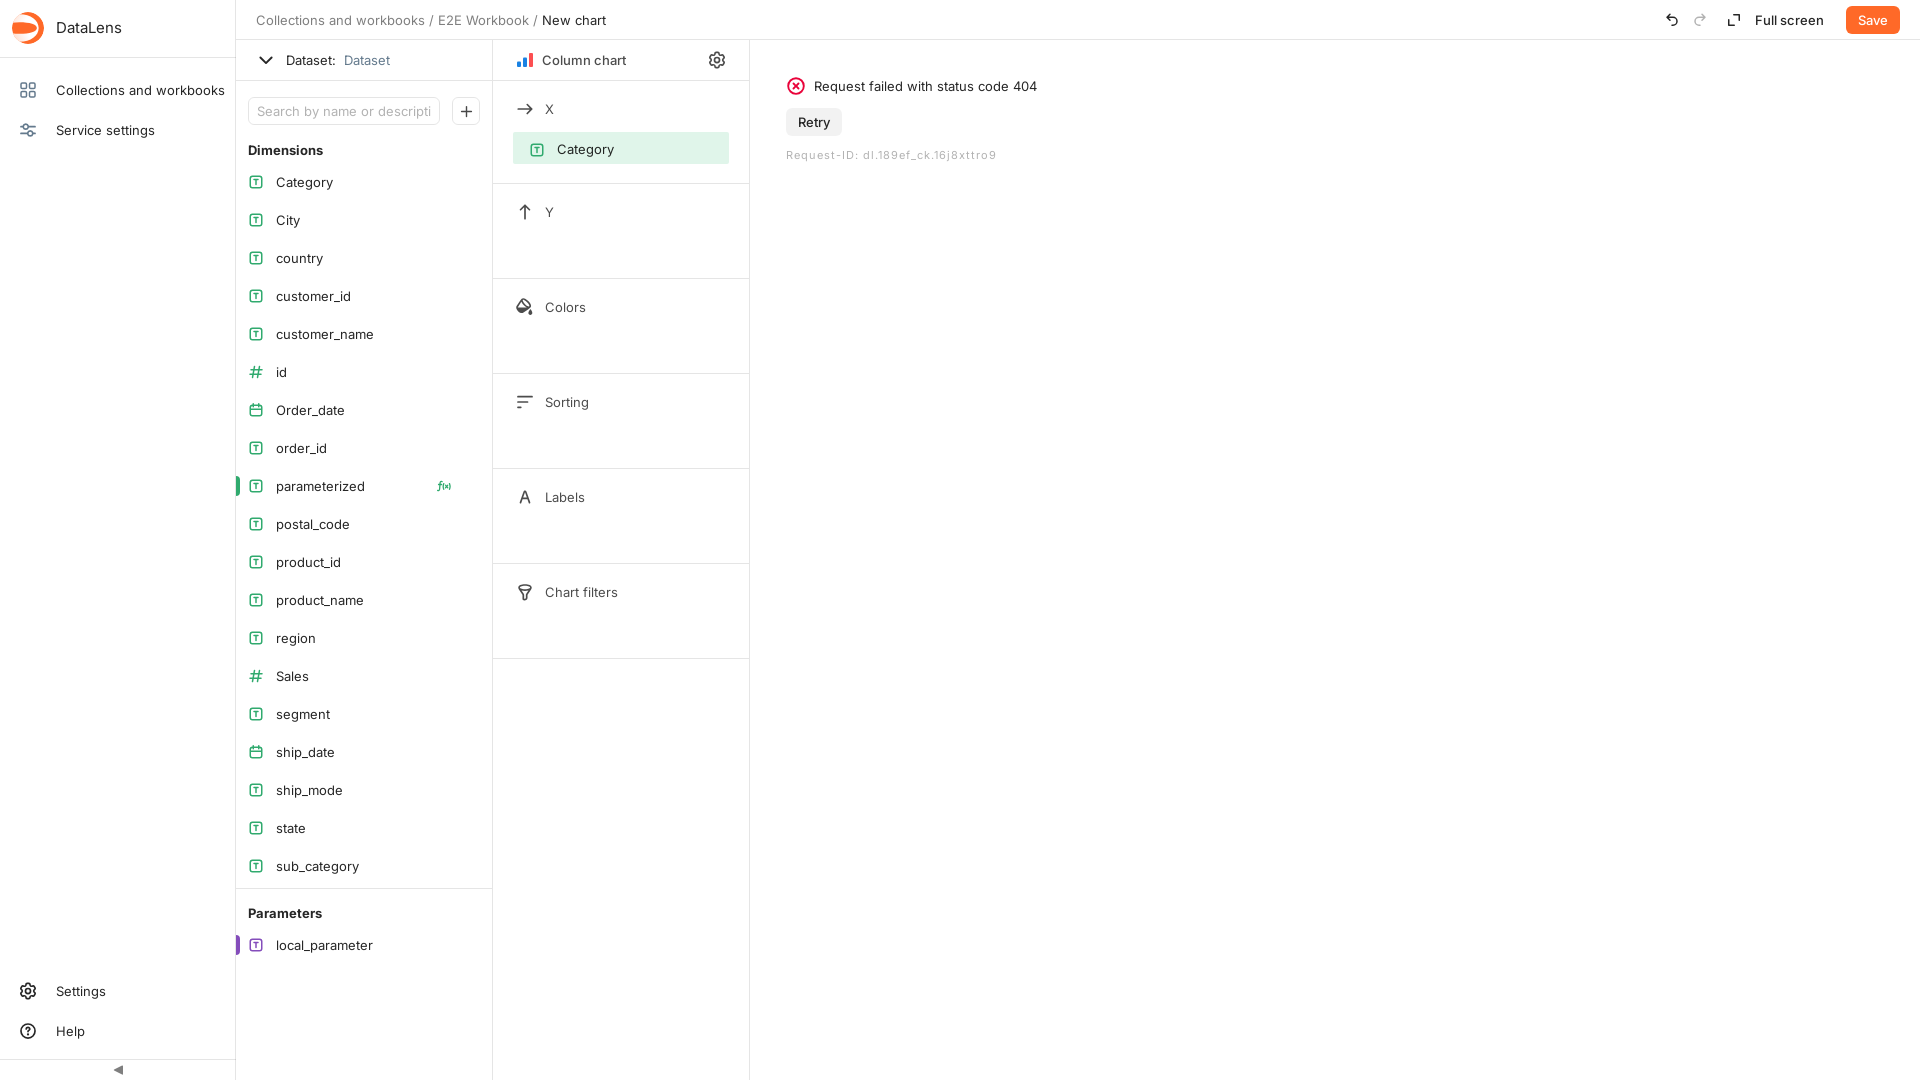 DataLens
Collections and workbooks
Service settings
Settings
Help
Collections and workbooks / E2E Workbook / New chart
Full screen
Save
Dataset: Dataset
Search by name or descripti
Dimensions
Category
City
country
customer_id
customer_name
id
Order_date
order_id
parameterized
postal_code
product_id
product_name
region
Sales
segment
ship_date
ship_mode
state
sub_category
Parameters
local_parameter
Column chart
X
Category
Y
Colors
Sorting
Labels
Chart filters
Request failed with status code 404
Retry
Request-ID: dl.189ef_ck.16j8xttro9